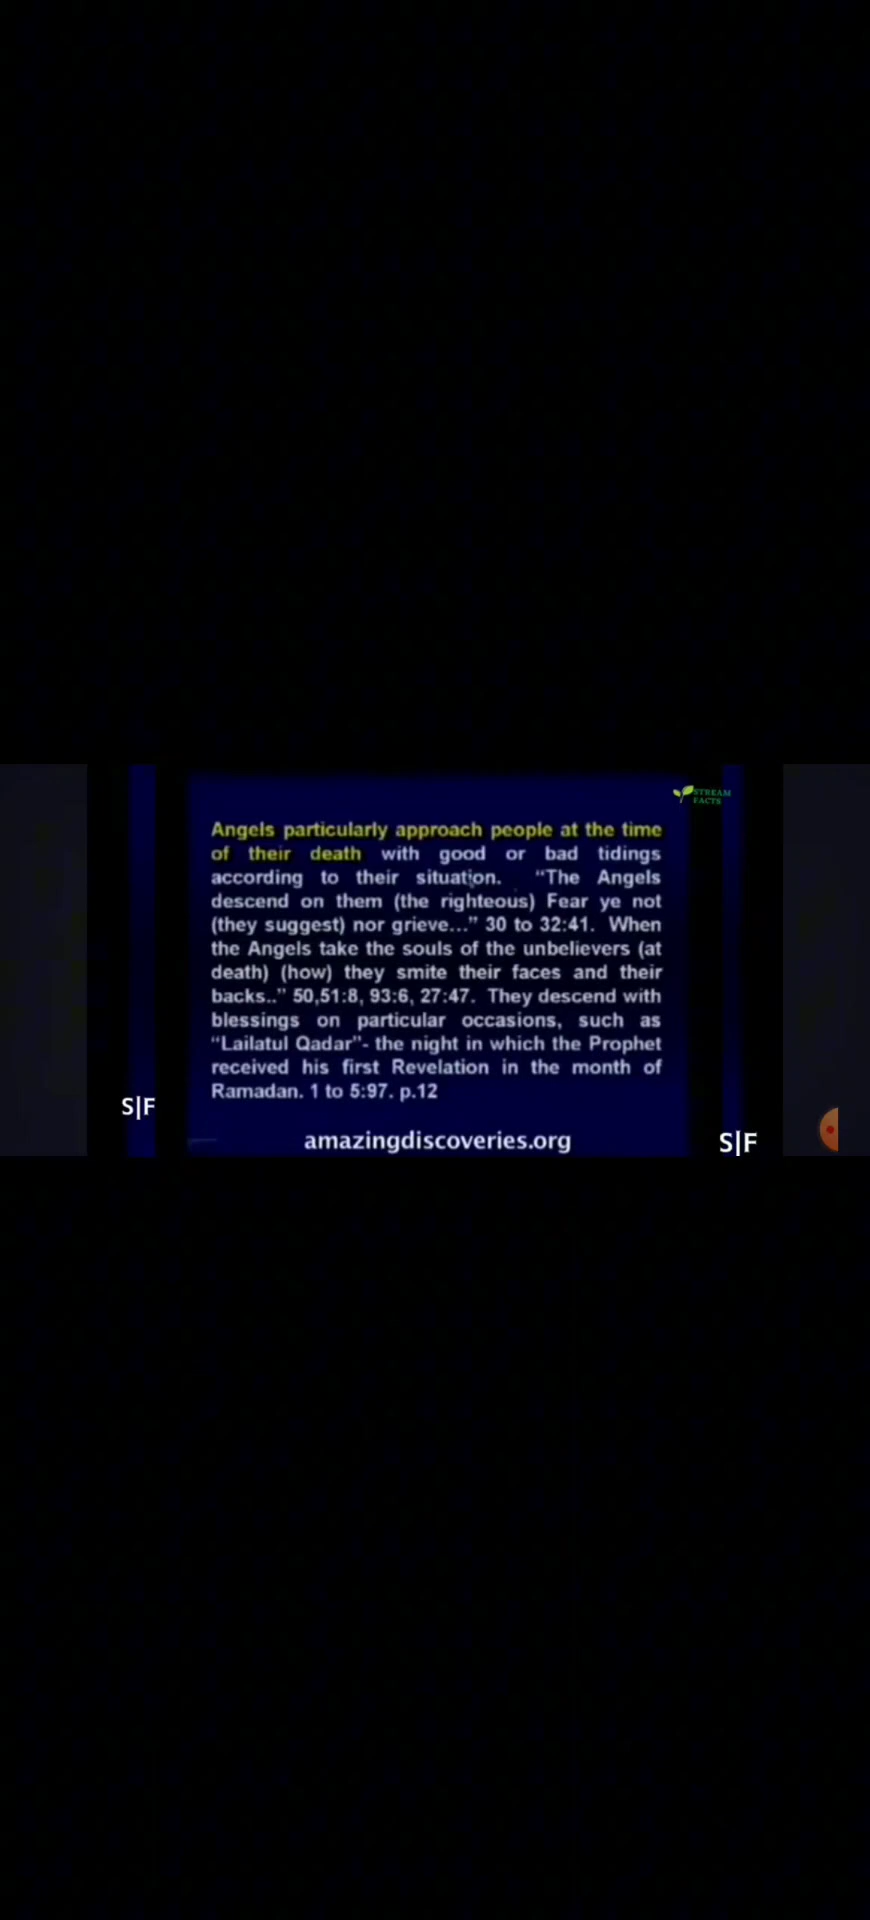 STREAM
FACTS
Angels particularly approach people at the time
of their death with good or bad tidings
according to their situation. “The Angels
descend on them (the righteous) Fear ye not
(they suggest) nor grieve...” 30 to 32:41. When
the Angels take the souls of the unbelievers (at
death) (how) they smite their faces and their
backs..” 50,51:8, 93:6, 27:47. They descend with
blessings on particular occasions, such as
“Lailatul Qadar”- the night in which the Prophet
received his first Revelation in the month of
Ramadan. 1 to 5:97. p.12
S|F
amazingdiscoveries.org
S|F